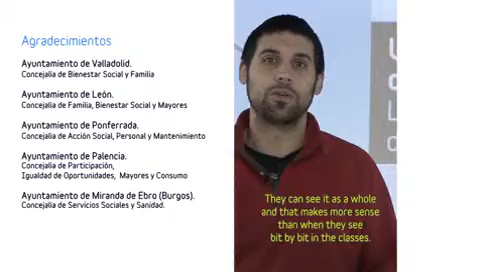 Agradecimientos
Ayuntamiento de Valladolid.
Concejalía de Bienestar Social y Familia
Ayuntamiento de León.
Concejalía de Familia, Bienestar Social y Mayores
Ayuntamiento de Ponferrada.
Concejalía de Acción Social, Personal y Mantenimiento
Ayuntamiento de Palencia.
Concejalía de Participación,
Igualdad de Oportunidades, Mayores y Consumo
Ayuntamiento de Miranda de Ebro (Burgos).
Concejalía de Servicios Sociales y Sanidad.
They can see it as a whole
and that makes more sense
than when they see
bit by bit in the classes.